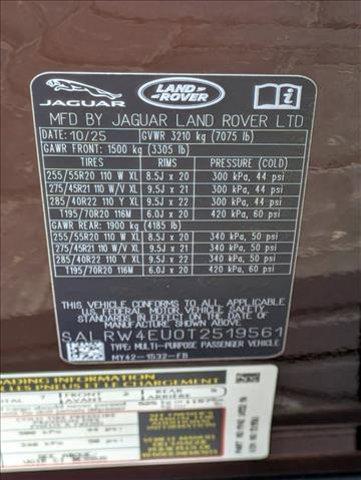 JAGUAR
LAND ROVER
MFD BY JAGUAR LAND ROVER LTD
10/25 GVWR 3210 kg (7075 lb)
GAWR FRONT: 1500 kg (3305 lb)
TIRES RIMS PRESSURE (COLD)
255/55R20 110 W XL 8.5J x 20 300 kPa, 44 psi
275/45R21 110 W/V XL 9.5J x 21 300 kPa, 44 psi
285/40R22 110 Y XL 9.5J x 22 300 kPa, 44 psi
T195/70R20 116M 6.0J x 20 420 kPa, 60 psi
GAWR REAR: 1900 kg (4185 lb)
255/55R20 110 W XL 8.5J x 20 340 kPa, 50 psi
275/45R21 110 W/V XL 9.5J x 21 340 kPa, 50 psi
285/40R22 110 Y XL 9.5J x 22 340 kPa, 50 psi
T195/70R20 116M 6.0J x 20 420 kPa, 60 psi
THIS VEHICLE CONFORMS TO ALL APPLICABLE
U.S. FEDERAL MOTOR VEHICLE SAFETY STANDARDS
IN EFFECT ON THE DATE OF
MANUFACTURE SHOWN ABOVE.
SALRW4EU0T2519561
TYPE: MULTI-PURPOSE PASSENGER VEHICLE
MY42-1532-FB
LOADING INFORMATION